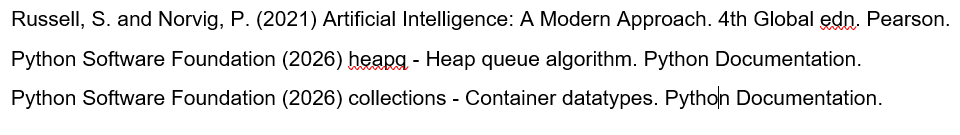 Russell, S. and Norvig, P. (2021) Artificial Intelligence: A Modern Approach. 4th Global edn. Pearson.
Python Software Foundation (2026) heapq - Heap queue algorithm. Python Documentation.
Python Software Foundation (2026) collections - Container datatypes. Python Documentation.